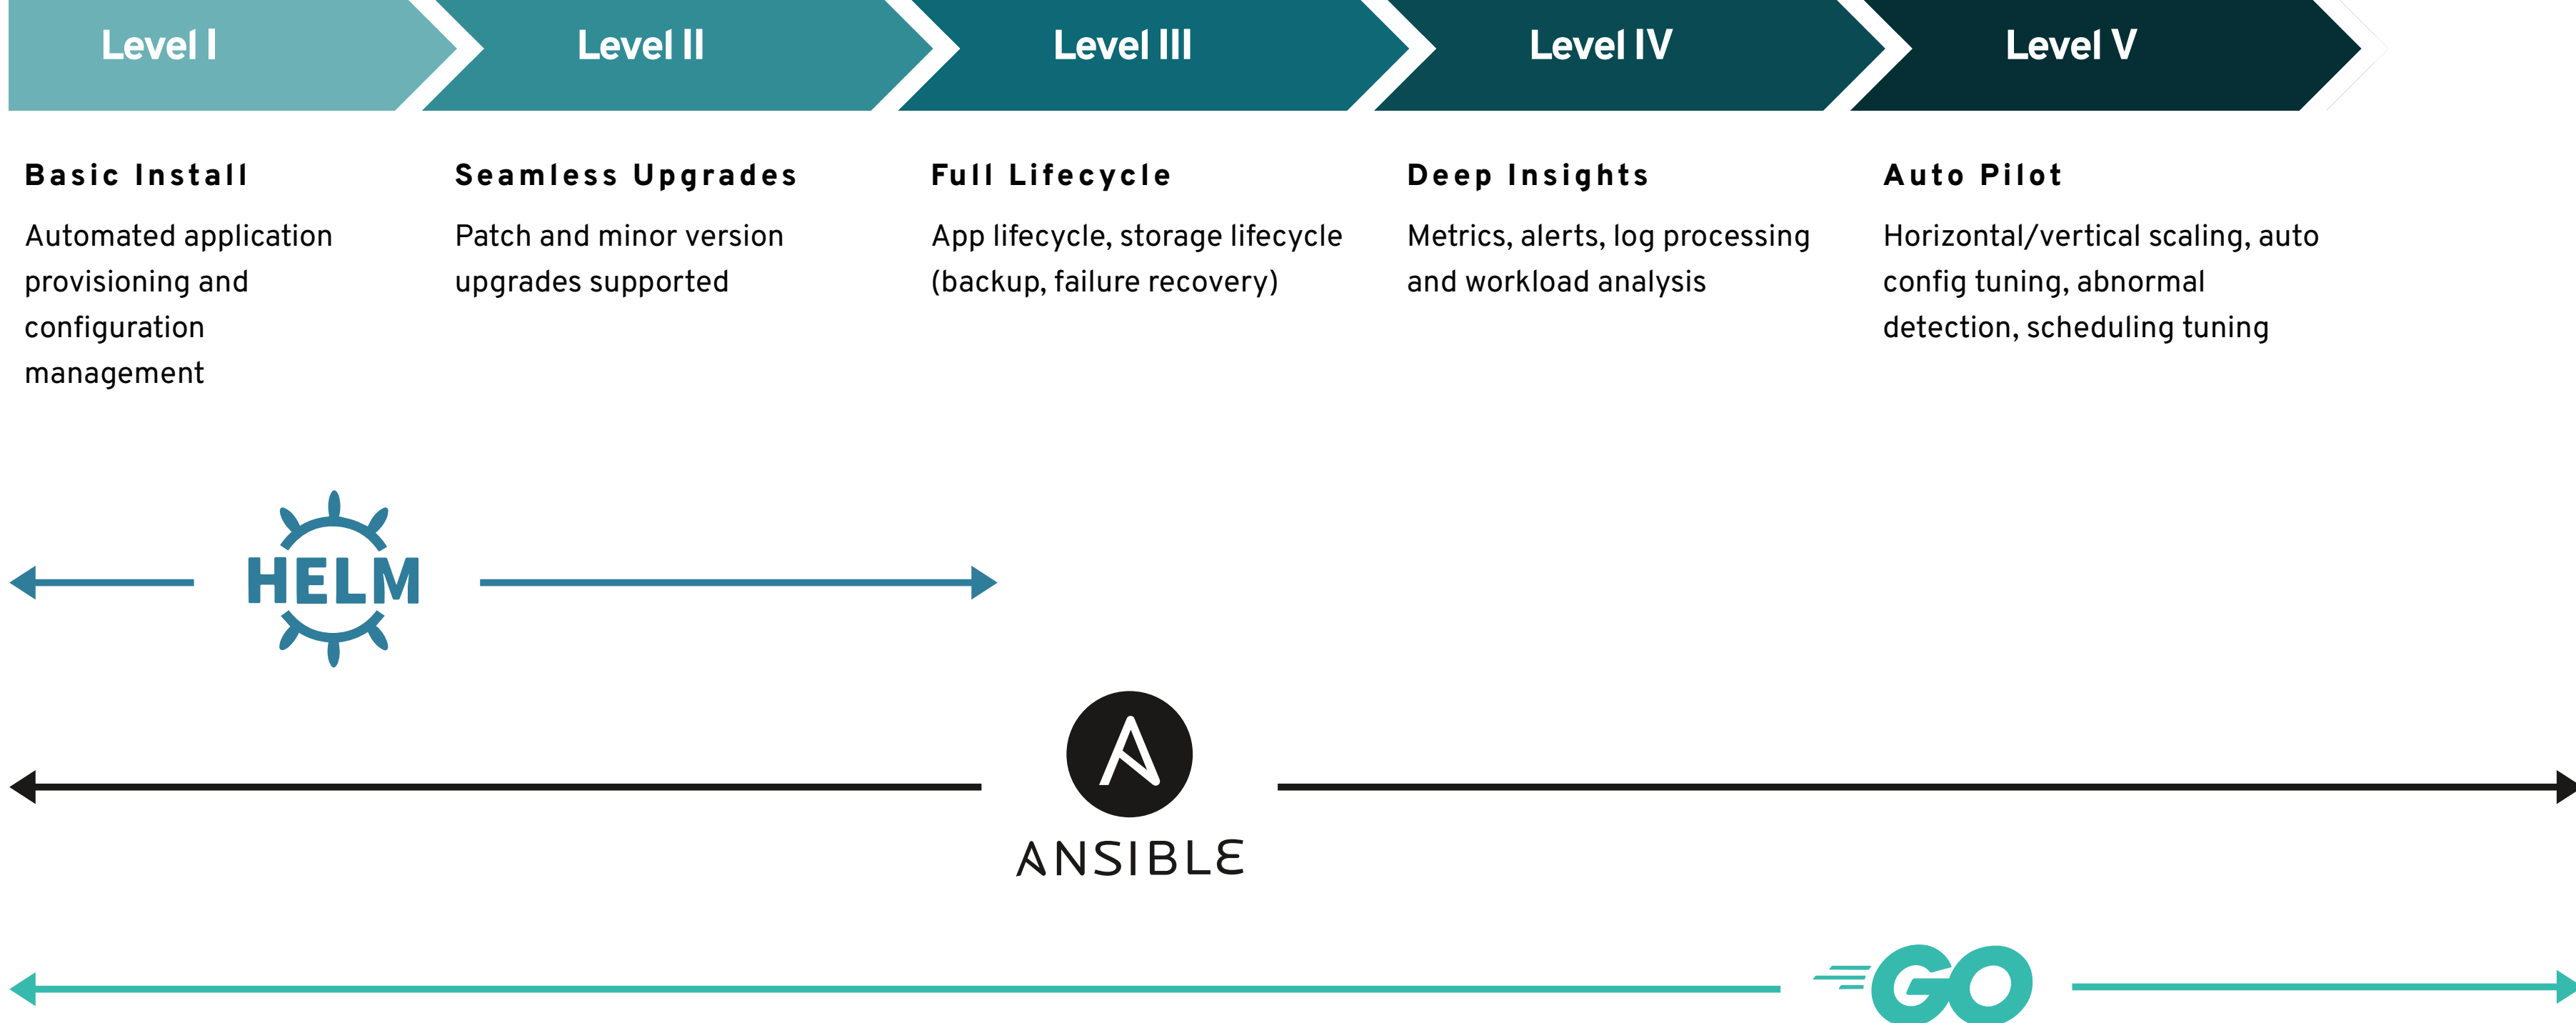 Level I
Level II
Level III
Level IV
Level V
Basic Install
Automated application
provisioning and
configuration
management
Seamless Upgrades
Patch and minor version
upgrades supported
Full Lifecycle
App lifecycle, storage lifecycle
(backup, failure recovery)
Deep Insights
Metrics, alerts, log processing
and workload analysis
Auto Pilot
Horizontal/vertical scaling, auto
config tuning, abnormal
detection, scheduling tuning
HELM
A
ANSIBLE
GO